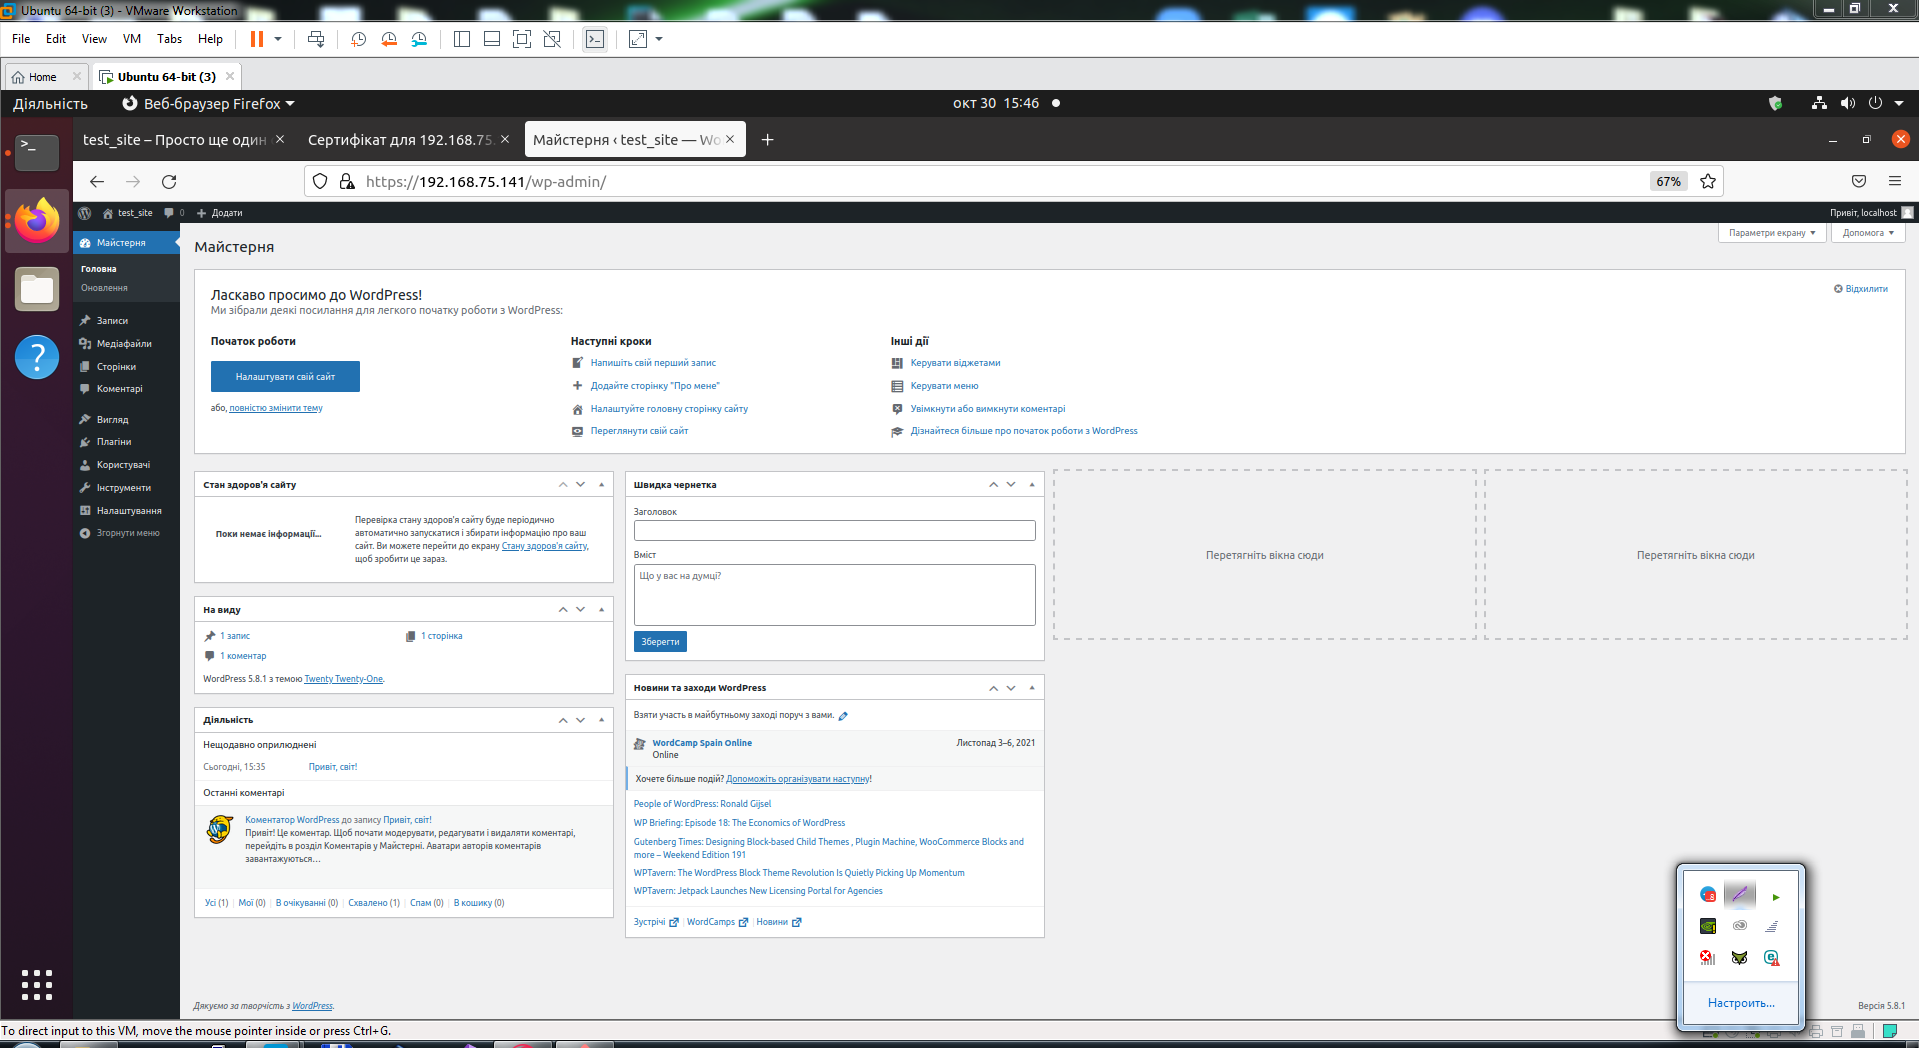 Ubuntu 64-bit (3) - VMware Workstation
File Edit View VM Tabs Help
Home
Ubuntu 64-bit (3)
Діяльність
Веб-браузер Firefox
окт 30 15:46
test_site – Просто ще один
Сертифікат для 192.168.75.
Майстерня ‹ test_site — Wo
https://192.168.75.141/wp-admin/
67%
test_site
0
Додати
Привіт, localhost
Майстерня
Головна
Оновлення
Записи
Медіафайли
Сторінки
Коментарі
Вигляд
Плагіни
Користувачі
Інструменти
Налаштування
Згорнути меню
Майстерня
Параметри екрану
Допомога
Ласкаво просимо до WordPress!
Ми зібрали деякі посилання для легкого початку роботи з WordPress:
Відхилити
Початок роботи
Налаштувати свій сайт
або, повністю змінити тему
Наступні кроки
Напишіть свій перший запис
Додайте сторінку "Про мене"
Налаштуйте головну сторінку сайту
Переглянути свій сайт
Інші дії
Керувати віджетами
Керувати меню
Увімкнути або вимкнути коментарі
Дізнайтеся більше про початок роботи з WordPress
Стан здоров'я сайту
Поки немає інформації...
Перевірка стану здоров'я сайту буде періодично
автоматично запускатися і збирати інформацію про ваш
сайт. Ви можете перейти до екрану Стану здоров'я сайту,
щоб зробити це зараз.
На виду
1 запис
1 сторінка
1 коментар
WordPress 5.8.1 з темою Twenty Twenty-One.
Діяльність
Нещодавно оприлюднені
Сьогодні, 15:35
Привіт, світ!
Останні коментарі
Коментатор WordPress до запису Привіт, світ!
Привіт! Це коментар. Щоб почати модерувати, редагувати і видаляти коментарі,
перейдіть в розділ Коментарів у Майстерні. Аватари авторів коментарів
завантажуються…
Усі (1) | Мої (0) | В очікуванні (0) | Схвалено (1) | Спам (0) | В кошику (0)
Швидка чернетка
Заголовок
Вміст
Що у вас на думці?
Зберегти
Новини та заходи WordPress
Взяти участь в майбутньому заході поруч з вами.
WordCamp Spain Online
Листопад 3–6, 2021
Online
Хочете більше подій? Допоможіть організувати наступну!
People of WordPress: Ronald Gijsel
WP Briefing: Episode 18: The Economics of WordPress
Gutenberg Times: Designing Block-based Child Themes , Plugin Machine, WooCommerce Blocks and
more – Weekend Edition 191
WPTavern: The WordPress Block Theme Revolution Is Quietly Picking Up Momentum
WPTavern: Jetpack Launches New Licensing Portal for Agencies
Зустрічі | WordCamps | Новини
Перетягніть вікна сюди
Перетягніть вікна сюди
Дякуємо за творчість з WordPress.
Версія 5.8.1
Настроить...
To direct input to this VM, move the mouse pointer inside or press Ctrl+G.